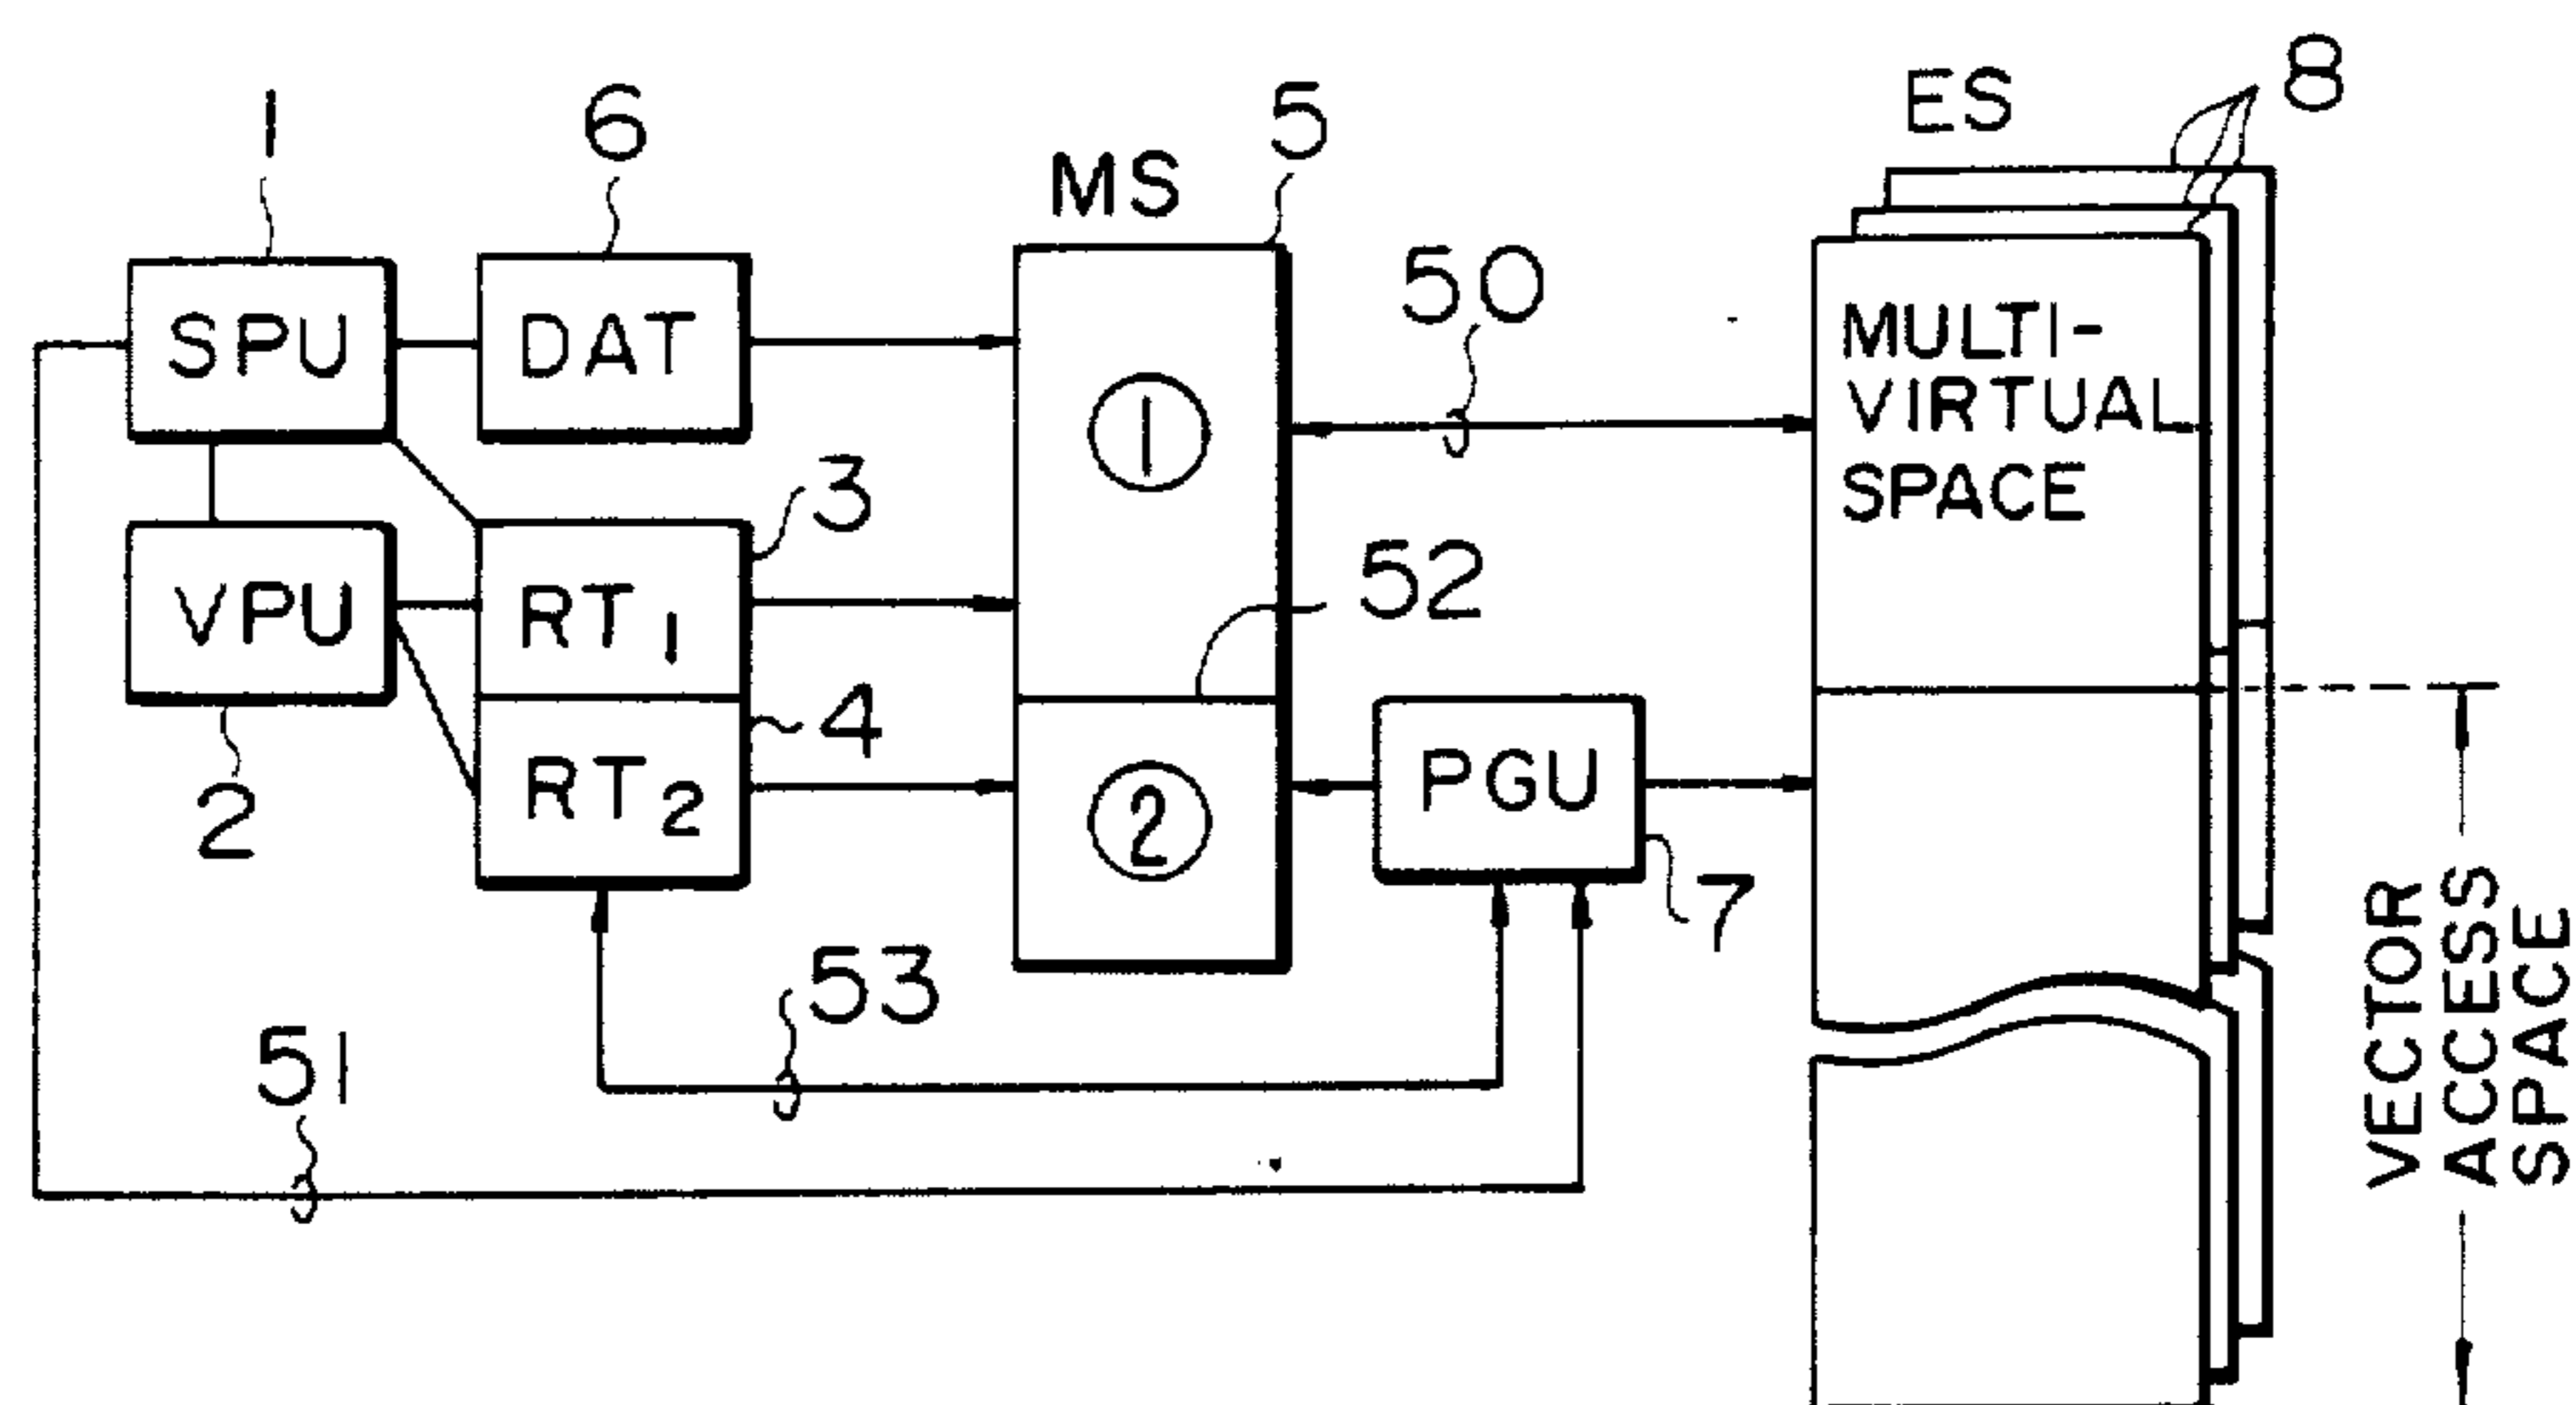 1
6
MS
5
ES
8
SPU
DAT
①
50
MULTI-
VIRTUAL
SPACE
VPU
2
RT1
3
RT2
4
52
②
PGU
7
53
51
VECTOR
ACCESS
SPACE